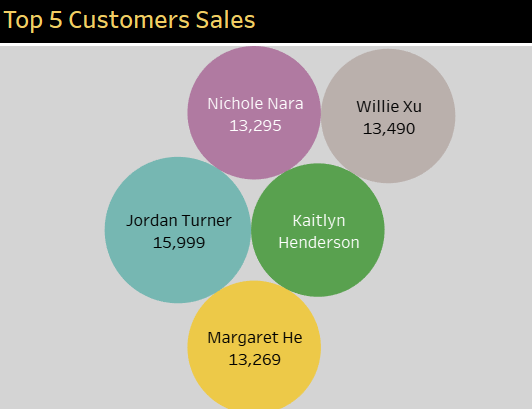 Top 5 Customers Sales
Nichole Nara
13,295
Willie Xu
13,490
Jordan Turner
15,999
Kaitlyn
Henderson
Margaret He
13,269